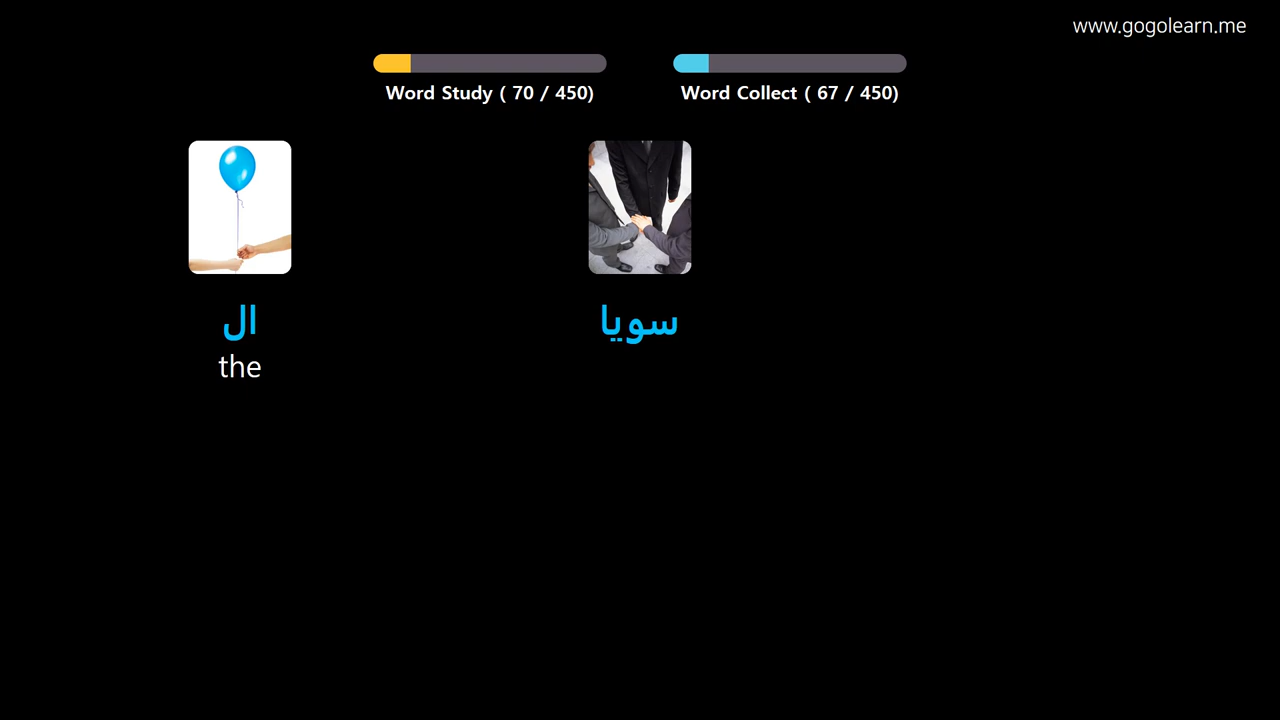 www.gogolearn.me
Word Study ( 70 / 450)
Word Collect ( 67 / 450)
ال
the
سويا